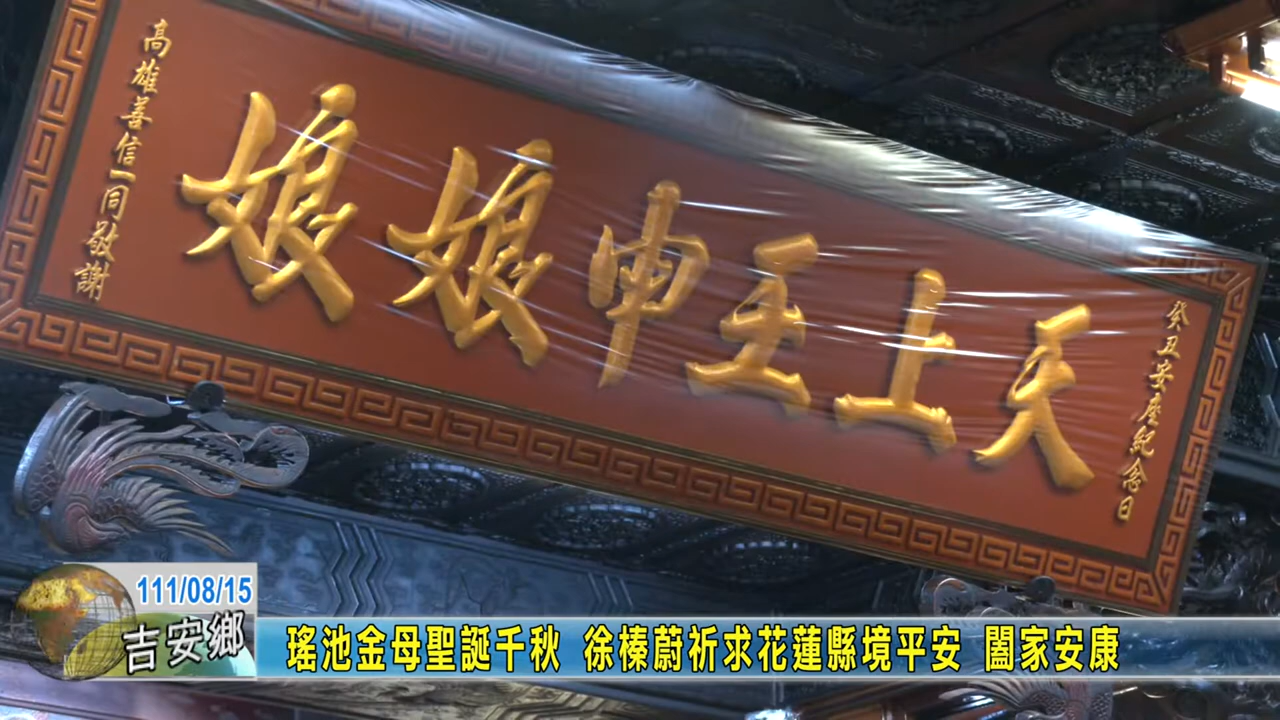 癸丑安座紀念日
天上王母娘娘
高雄善信一同敬謝
111/08/15
吉安鄉
瑤池金母聖誕千秋 徐榛蔚祈求花蓮縣境平安 闔家安康